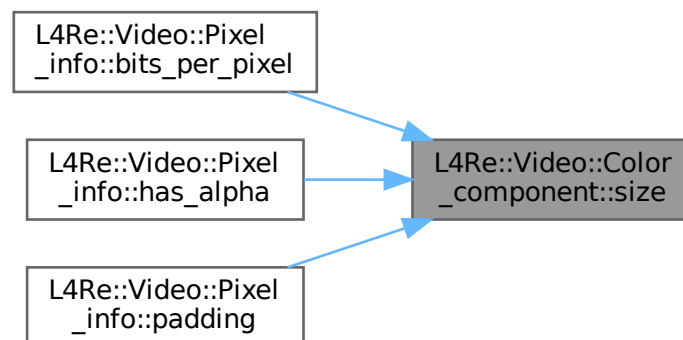 L4Re::Video::Pixel
_info::bits_per_pixel
L4Re::Video::Pixel
_info::has_alpha
L4Re::Video::Pixel
_info::padding
L4Re::Video::Color
_component::size